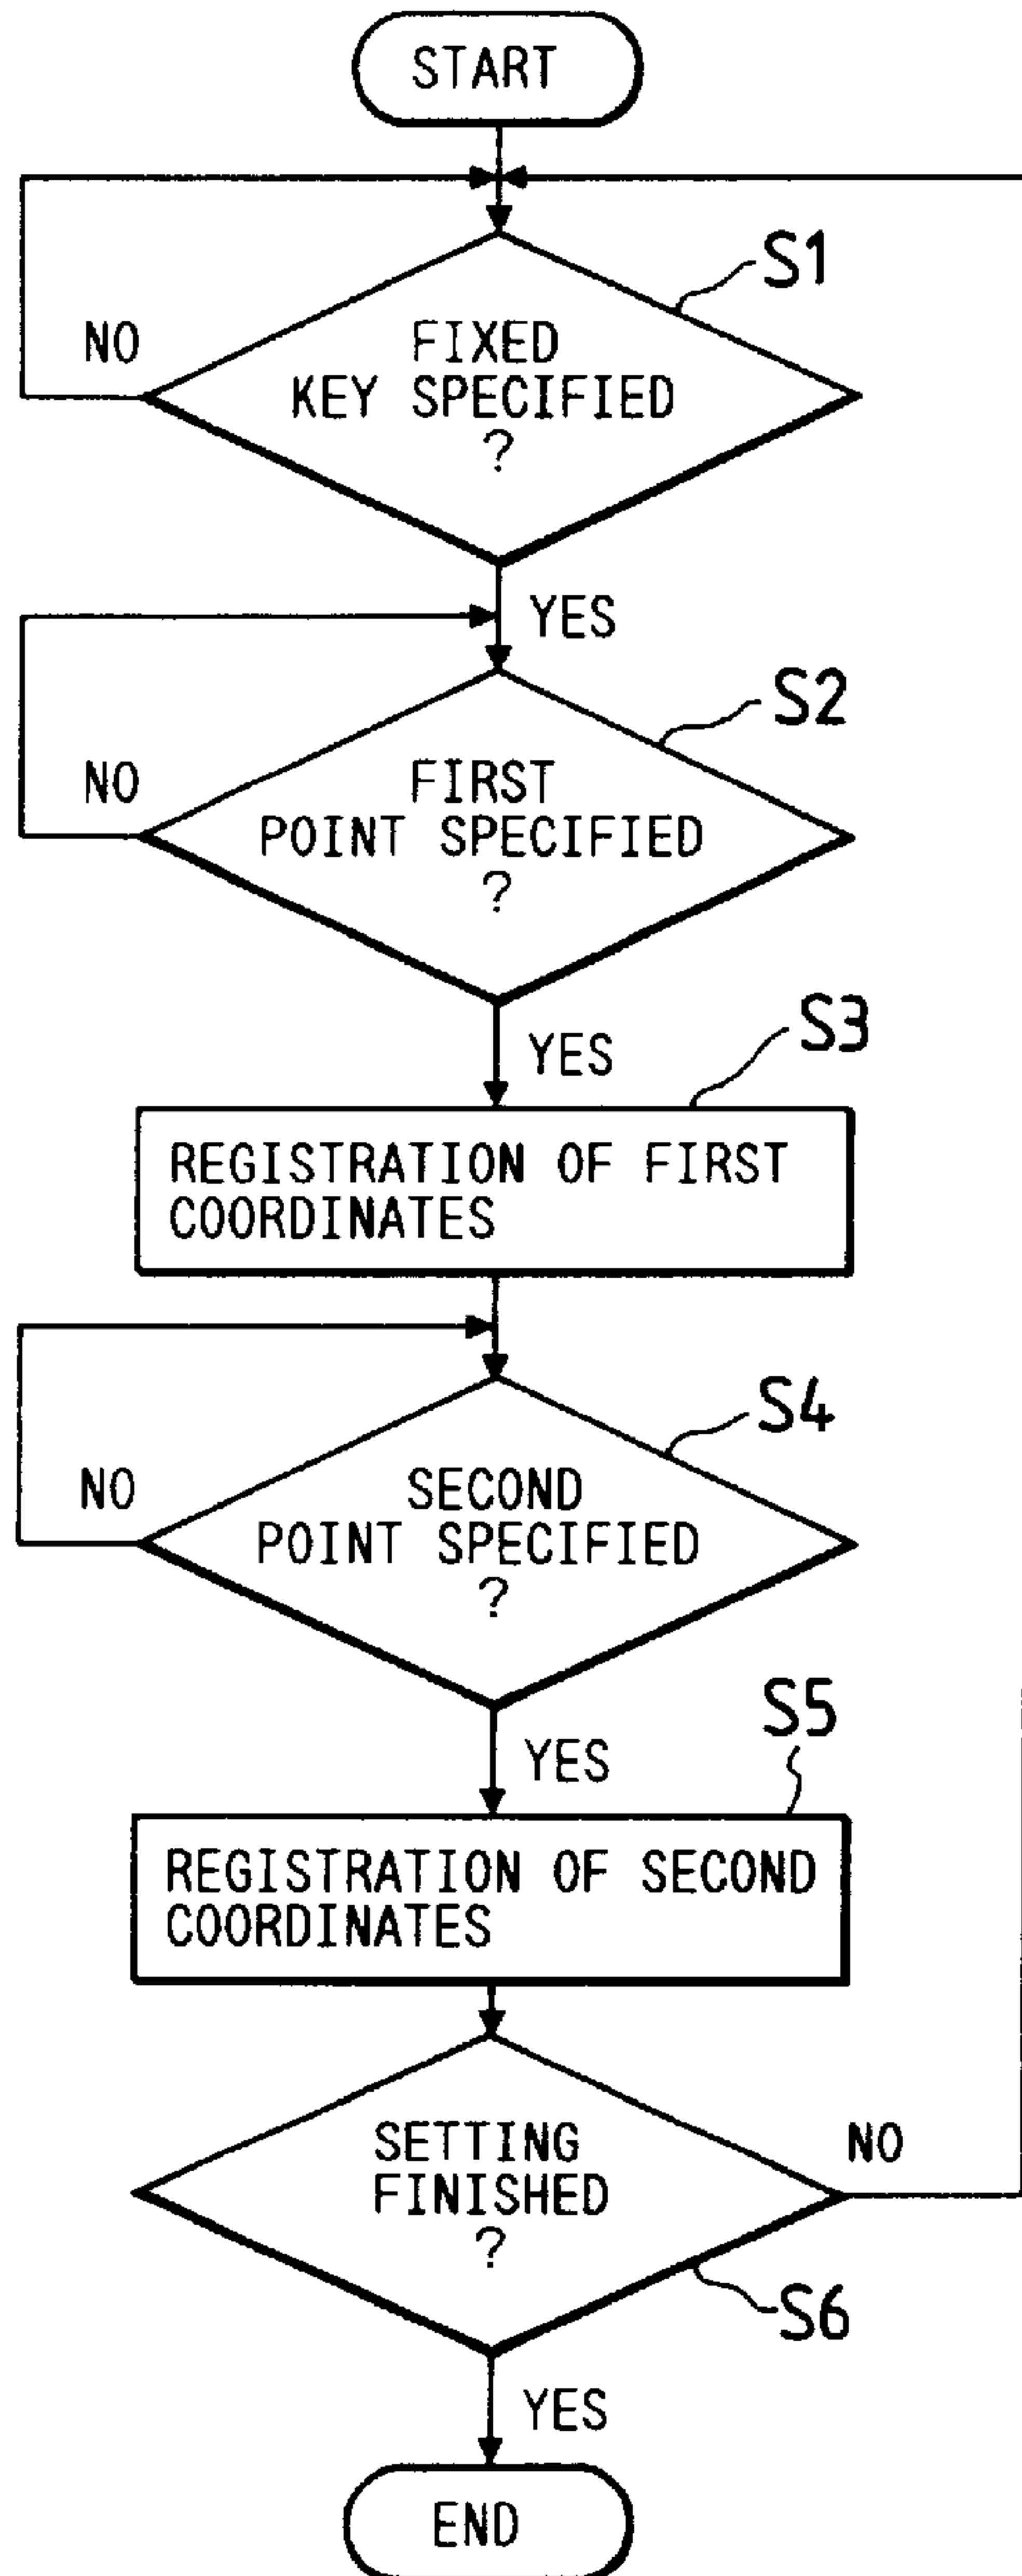 START
S1
NO
FIXED
KEY SPECIFIED
?
YES
S2
NO
FIRST
POINT SPECIFIED
?
S3
YES
REGISTRATION OF FIRST
COORDINATES
S4
NO
SECOND
POINT SPECIFIED
?
S5
YES
REGISTRATION OF SECOND
COORDINATES
SETTING
FINISHED
?
NO
S6
YES
END